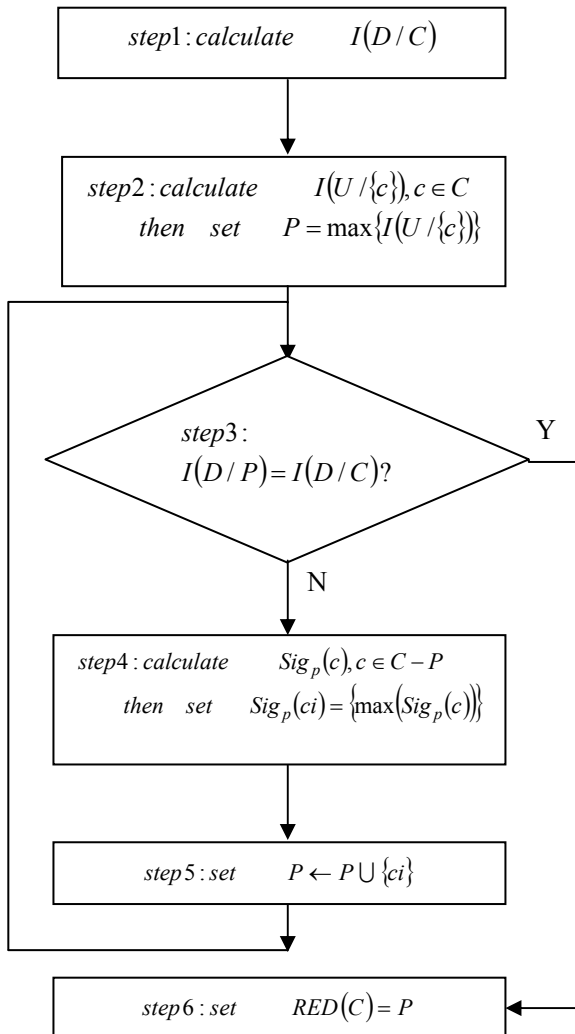 step1: calculate I(D/C)
step2: calculate I(U/{c}), c ∈ C
then set P = max{I(U/{c})}
step3:
I(D/P) = I(D/C)?
Y
N
step4: calculate Sig_p(c), c ∈ C − P
then set Sig_p(ci) = {max(Sig_p(c))}
step5: set P ← P ∪ {ci}
step6: set RED(C) = P